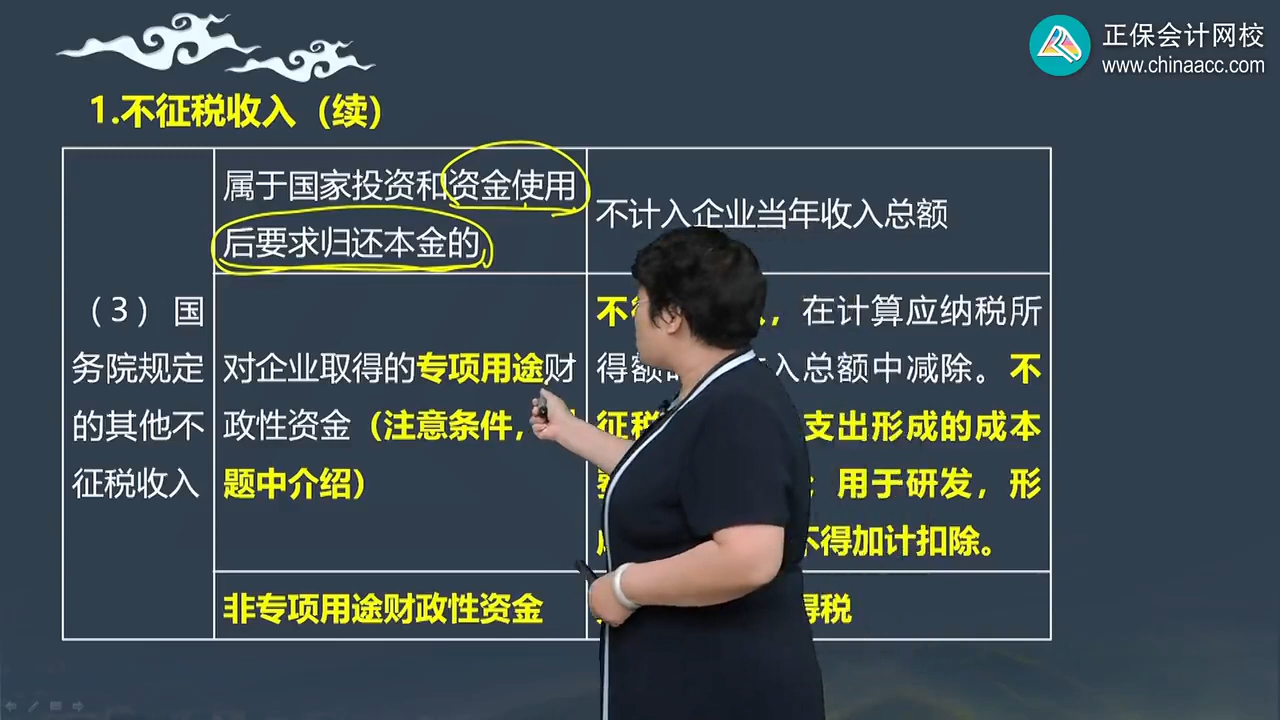 正保会计网校
www.chinaacc.com
1.不征税收入（续）
属于国家投资和资金使用
后要求归还本金的
不计入企业当年收入总额
（3）国
务院规定
的其他不
征税收入
对企业取得的专项用途财
政性资金（注意条件，
题中介绍）
在计算应纳税所
得额
入总额中减除。不
征税
支出形成的成本
用于研发，形
不得加计扣除。
非专项用途财政性资金
得税